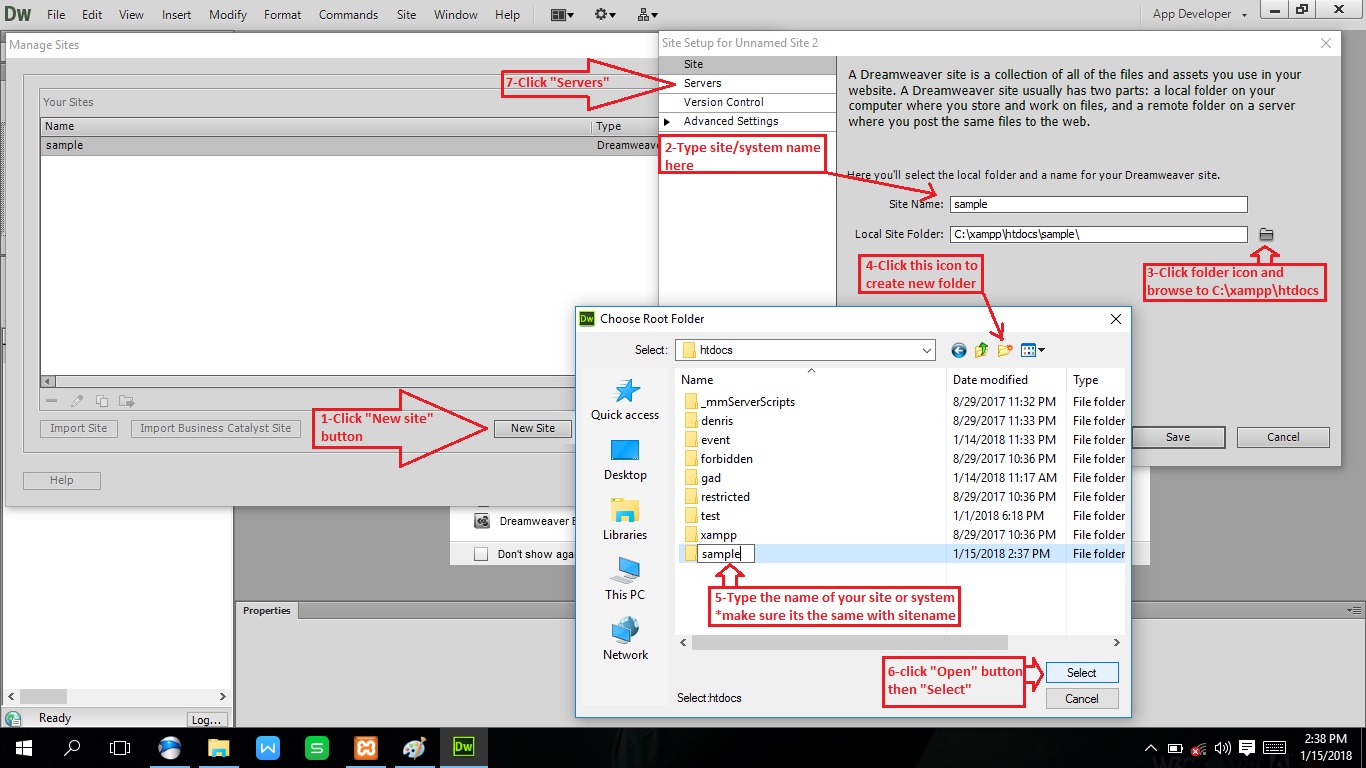 Dw File Edit View Insert Modify Format Commands Site Window Help App Developer
Manage Sites
Your Sites
Name Type
sample Dreamweaver
Import Site Import Business Catalyst Site New Site
Help
1-Click "New site"
button
Site Setup for Unnamed Site 2
Site
Servers
Version Control
Advanced Settings
7-Click "Servers"
A Dreamweaver site is a collection of all of the files and assets you use in your
website. A Dreamweaver site usually has two parts: a local folder on your
computer where you store and work on files, and a remote folder on a server
where you post the same files to the web.
2-Type site/system name
here
Here you'll select the local folder and a name for your Dreamweaver site.
Site Name: sample
Local Site Folder: C:\xampp\htdocs\sample\
4-Click this icon to
create new folder
3-Click folder icon and
browse to C:\xampp\htdocs
Save Cancel
Dw Choose Root Folder
Select: htdocs
Quick access
Desktop
Libraries
This PC
Network
Name Date modified Type
_mmServerScripts 8/29/2017 11:32 PM File folder
denris 8/29/2017 11:33 PM File folder
event 1/14/2018 11:33 PM File folder
forbidden 8/29/2017 10:36 PM File folder
gad 1/14/2018 11:17 AM File folder
restricted 8/29/2017 10:36 PM File folder
test 1/1/2018 6:18 PM File folder
xampp 8/29/2017 10:36 PM File folder
sample 1/15/2018 2:37 PM File folder
5-Type the name of your site or system
*make sure its the same with sitename
6-click "Open" button
then "Select"
Select
Cancel
Select:htdocs
Dreamweaver
Don't show aga
Properties
Ready Log...
W S Dw
2:38 PM
1/15/2018